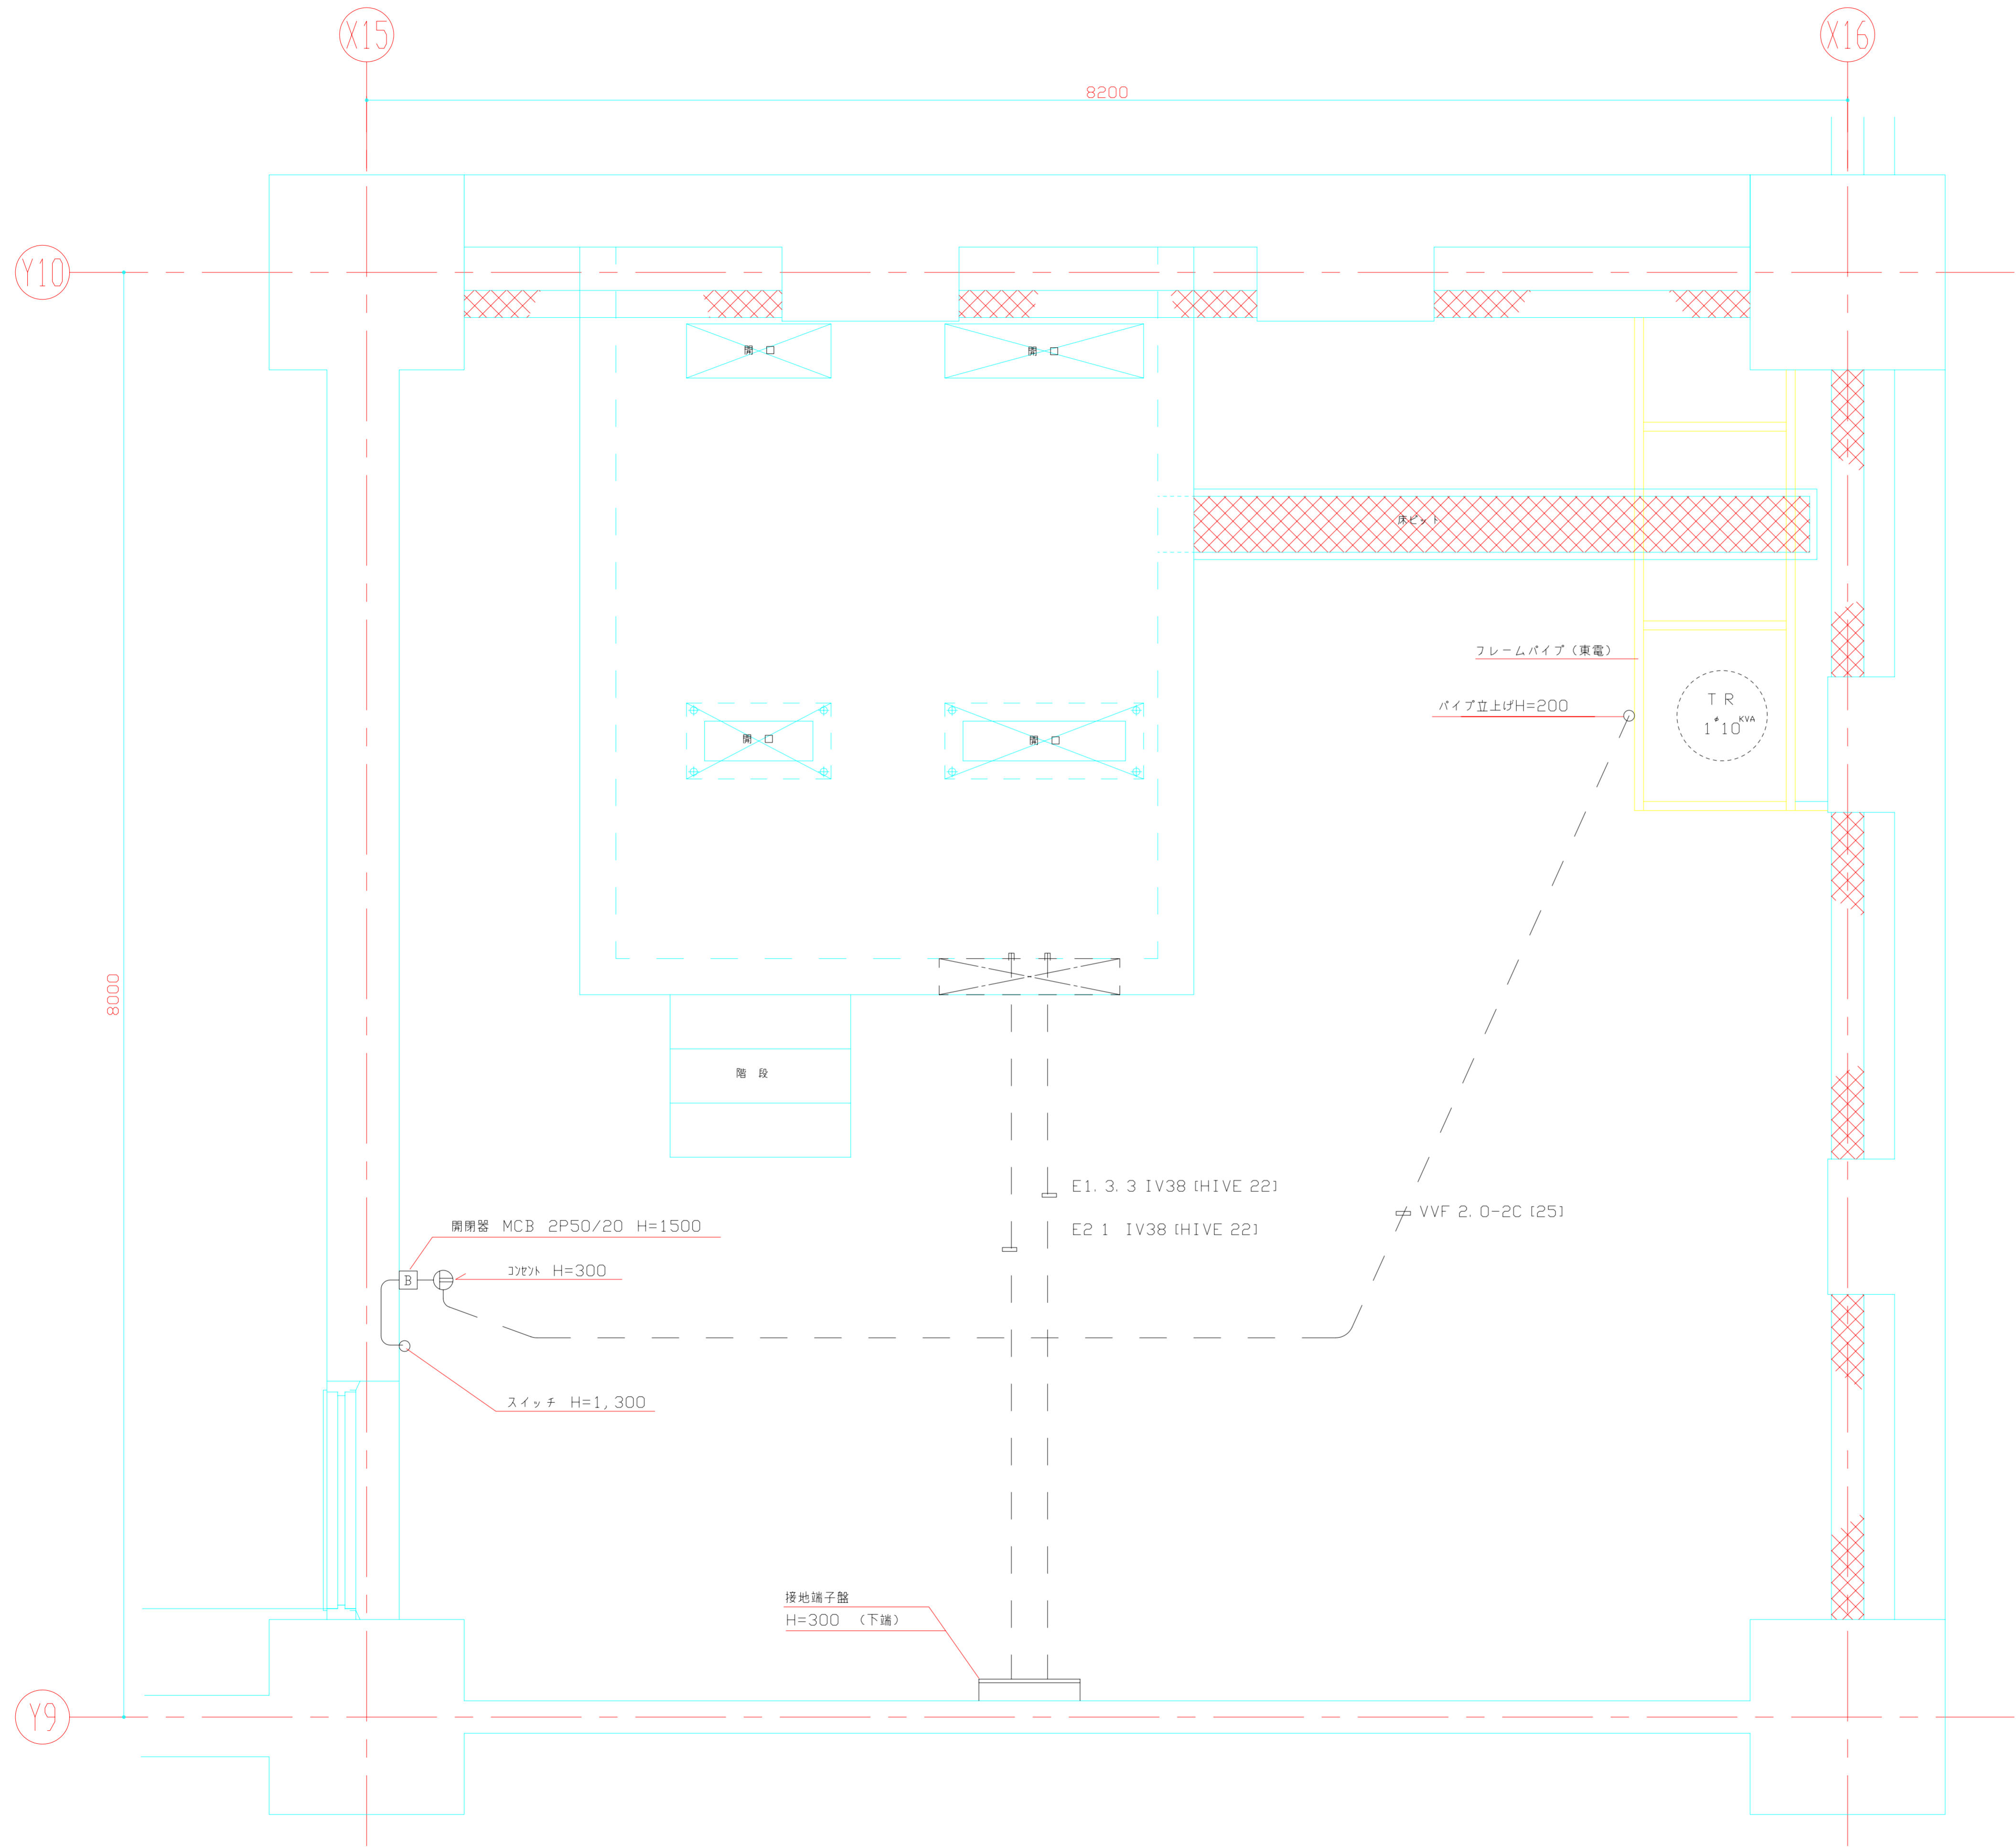 X15
X16
8200
Y10
開 口
開 口
床ピット
フレームパイプ（東電）
TR
パイプ立上げH=200
1φ10KVA
開 口
開 口
8000
階 段
E1. 3. 3 IV38 [HIVE 22]
VVF 2. 0-2C [25]
開閉器 MCB 2P50/20 H=1500
E2 1 IV38 [HIVE 22]
コンセント H=300
B
スイッチ H=1, 300
接地端子盤
H=300 （下端）
Y9